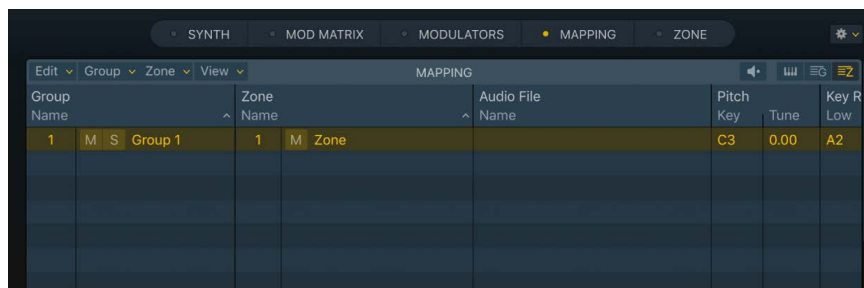 SYNTH MOD MATRIX MODULATORS MAPPING ZONE
Edit Group Zone View MAPPING G Z
Group Zone Audio File Pitch Key R
Name Name Name Key Tune Low
1 M S Group 1 1 M Zone C3 0.00 A2